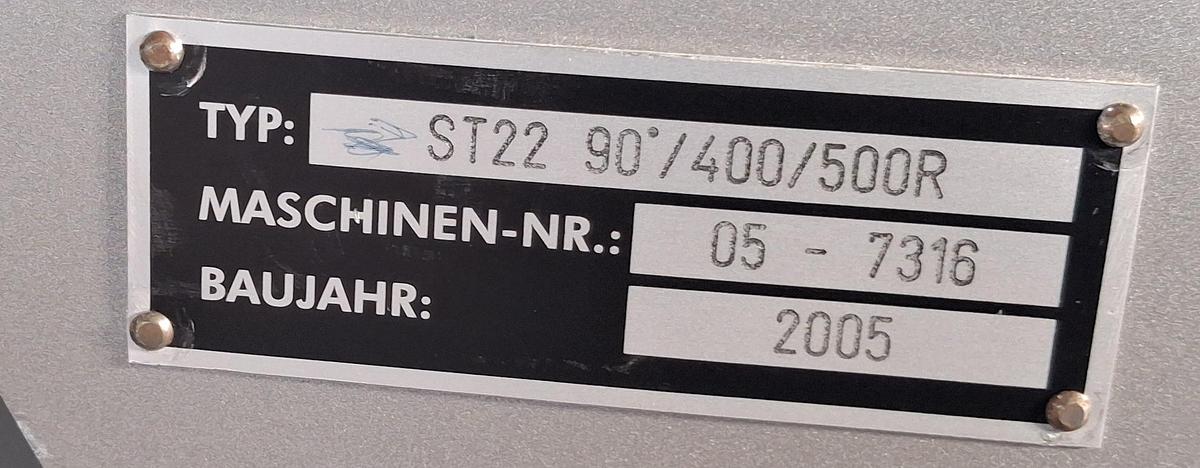 TYP: ST22 90°/400/500R
MASCHINEN-NR.: 05 - 7316
BAUJAHR: 2005